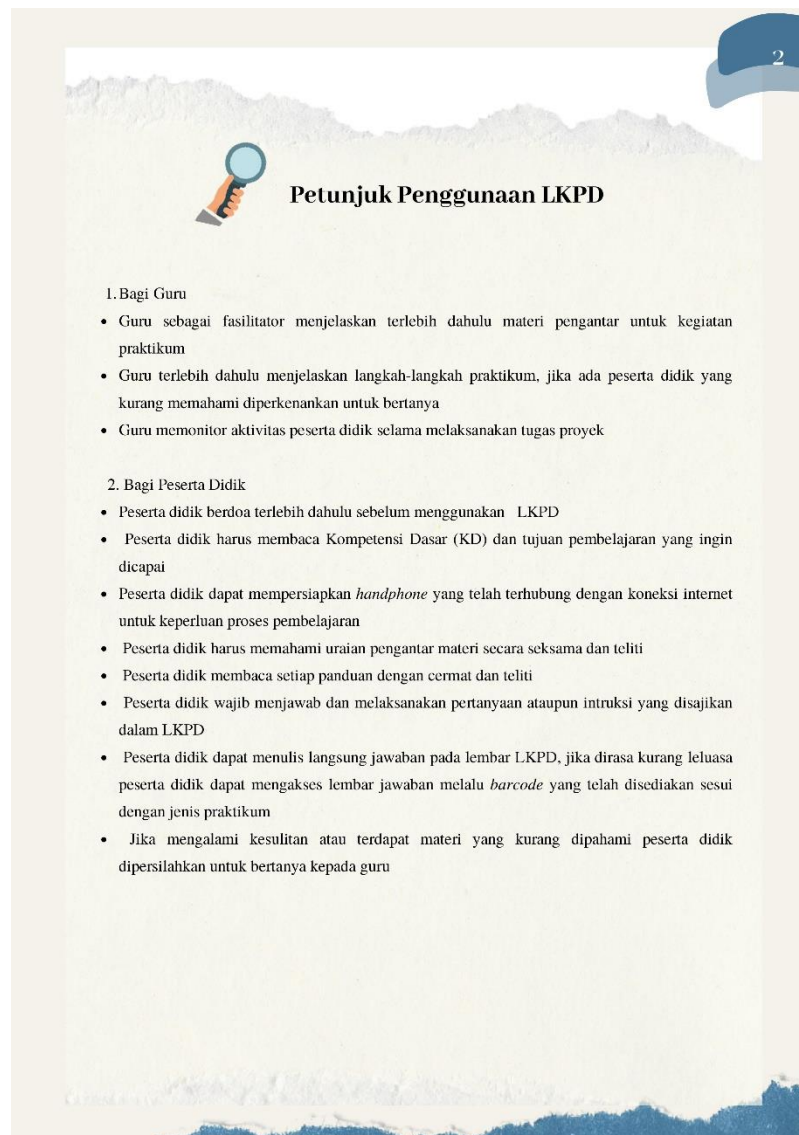 2
Petunjuk Penggunaan LKPD
1. Bagi Guru
• Guru sebagai fasilitator menjelaskan terlebih dahulu materi pengantar untuk kegiatan
praktikum
• Guru terlebih dahulu menjelaskan langkah-langkah praktikum, jika ada peserta didik yang
kurang memahami diperkenankan untuk bertanya
• Guru memonitor aktivitas peserta didik selama melaksanakan tugas proyek
2. Bagi Peserta Didik
• Peserta didik berdoa terlebih dahulu sebelum menggunakan LKPD
• Peserta didik harus membaca Kompetensi Dasar (KD) dan tujuan pembelajaran yang ingin
dicapai
• Peserta didik dapat mempersiapkan handphone yang telah terhubung dengan koneksi internet
untuk keperluan proses pembelajaran
• Peserta didik harus memahami uraian pengantar materi secara seksama dan teliti
• Peserta didik membaca setiap panduan dengan cermat dan teliti
• Peserta didik wajib menjawab dan melaksanakan pertanyaan ataupun intruksi yang disajikan
dalam LKPD
• Peserta didik dapat menulis langsung jawaban pada lembar LKPD, jika dirasa kurang leluasa
peserta didik dapat mengakses lembar jawaban melalu barcode yang telah disediakan sesui
dengan jenis praktikum
• Jika mengalami kesulitan atau terdapat materi yang kurang dipahami peserta didik
dipersilahkan untuk bertanya kepada guru